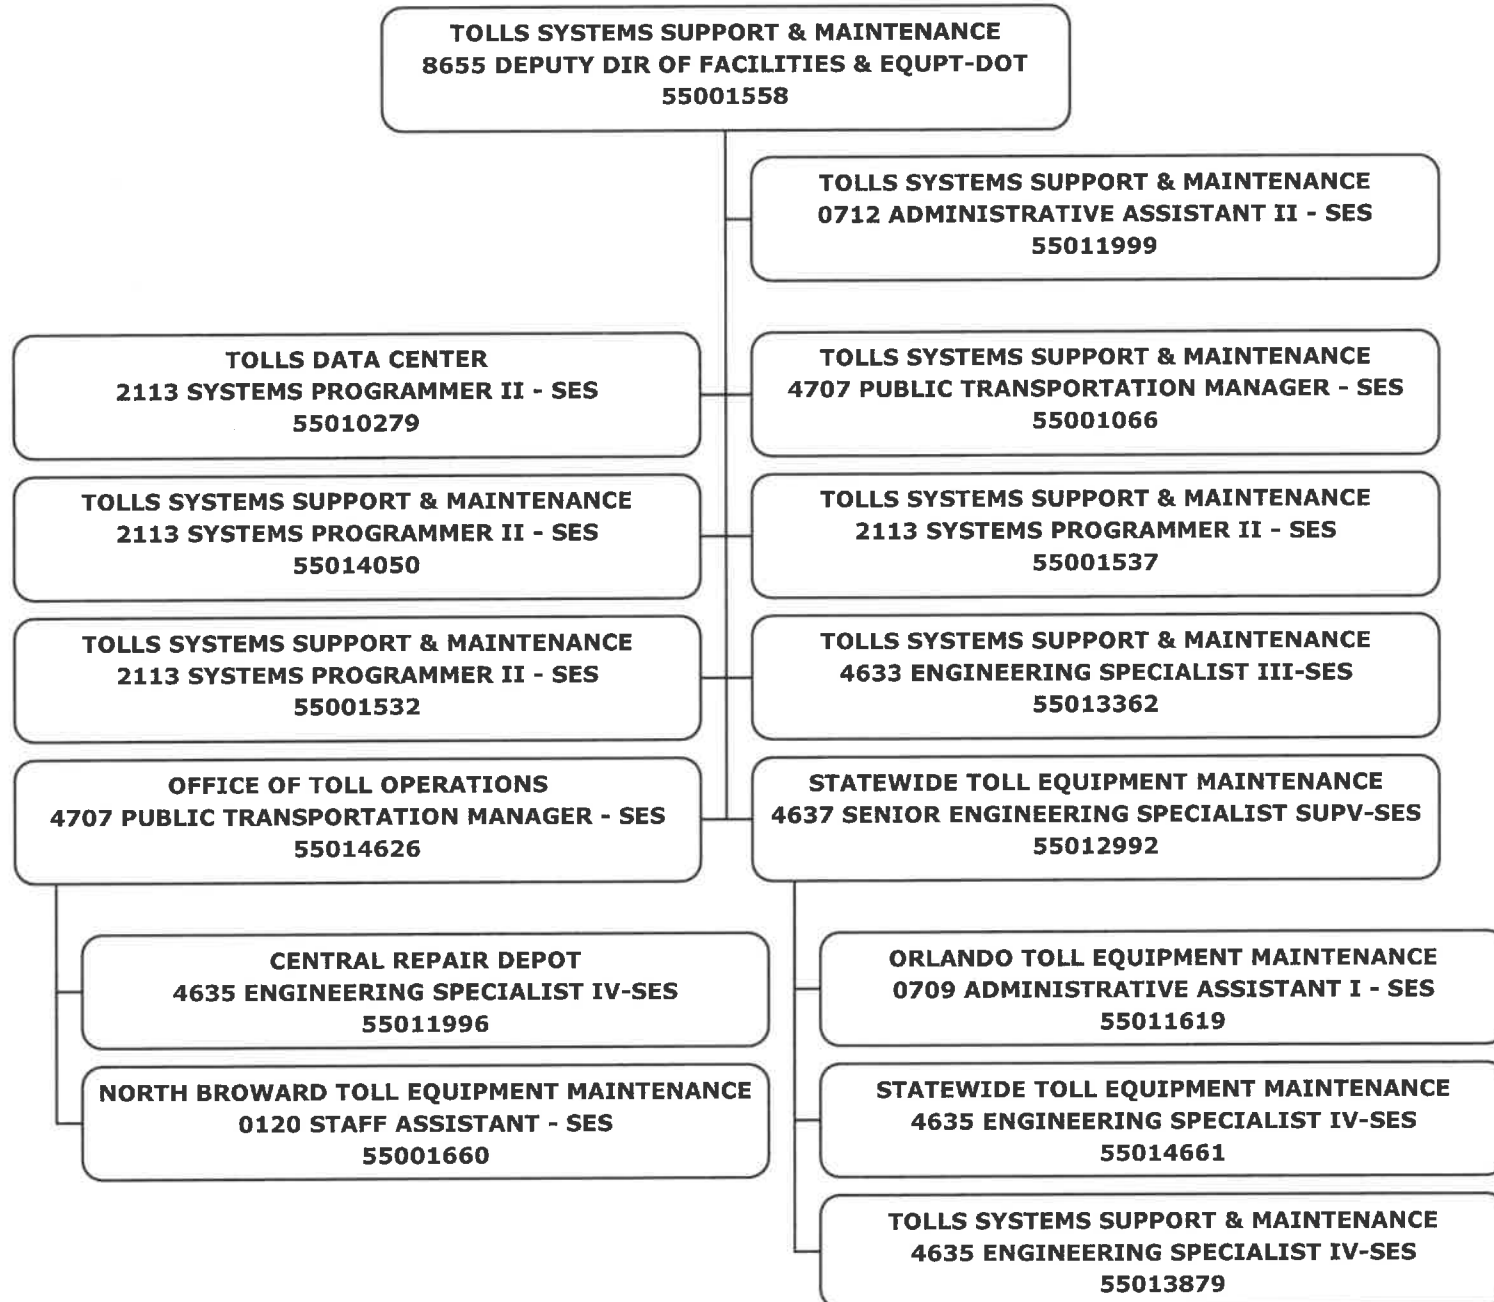 TOLLS SYSTEMS SUPPORT & MAINTENANCE
8655 DEPUTY DIR OF FACILITIES & EQUPT-DOT
55001558
TOLLS SYSTEMS SUPPORT & MAINTENANCE
0712 ADMINISTRATIVE ASSISTANT II - SES
55011999
TOLLS DATA CENTER
2113 SYSTEMS PROGRAMMER II - SES
55010279
TOLLS SYSTEMS SUPPORT & MAINTENANCE
4707 PUBLIC TRANSPORTATION MANAGER - SES
55001066
TOLLS SYSTEMS SUPPORT & MAINTENANCE
2113 SYSTEMS PROGRAMMER II - SES
55014050
TOLLS SYSTEMS SUPPORT & MAINTENANCE
2113 SYSTEMS PROGRAMMER II - SES
55001537
TOLLS SYSTEMS SUPPORT & MAINTENANCE
2113 SYSTEMS PROGRAMMER II - SES
55001532
TOLLS SYSTEMS SUPPORT & MAINTENANCE
4633 ENGINEERING SPECIALIST III-SES
55013362
OFFICE OF TOLL OPERATIONS
4707 PUBLIC TRANSPORTATION MANAGER - SES
55014626
STATEWIDE TOLL EQUIPMENT MAINTENANCE
4637 SENIOR ENGINEERING SPECIALIST SUPV-SES
55012992
CENTRAL REPAIR DEPOT
4635 ENGINEERING SPECIALIST IV-SES
55011996
NORTH BROWARD TOLL EQUIPMENT MAINTENANCE
0120 STAFF ASSISTANT - SES
55001660
ORLANDO TOLL EQUIPMENT MAINTENANCE
0709 ADMINISTRATIVE ASSISTANT I - SES
55011619
STATEWIDE TOLL EQUIPMENT MAINTENANCE
4635 ENGINEERING SPECIALIST IV-SES
55014661
TOLLS SYSTEMS SUPPORT & MAINTENANCE
4635 ENGINEERING SPECIALIST IV-SES
55013879